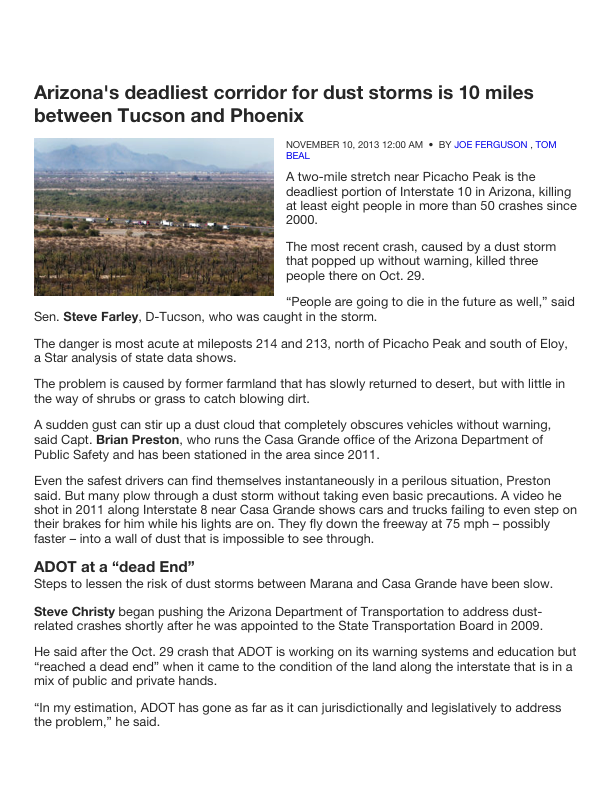 Arizona's deadliest corridor for dust storms is 10 miles
between Tucson and Phoenix
NOVEMBER 10, 2013 12:00 AM • BY JOE FERGUSON , TOM
BEAL
A two-mile stretch near Picacho Peak is the
deadliest portion of Interstate 10 in Arizona, killing
at least eight people in more than 50 crashes since
2000.
The most recent crash, caused by a dust storm
that popped up without warning, killed three
people there on Oct. 29.
“People are going to die in the future as well,” said
Sen. Steve Farley, D-Tucson, who was caught in the storm.
The danger is most acute at mileposts 214 and 213, north of Picacho Peak and south of Eloy,
a Star analysis of state data shows.
The problem is caused by former farmland that has slowly returned to desert, but with little in
the way of shrubs or grass to catch blowing dirt.
A sudden gust can stir up a dust cloud that completely obscures vehicles without warning,
said Capt. Brian Preston, who runs the Casa Grande office of the Arizona Department of
Public Safety and has been stationed in the area since 2011.
Even the safest drivers can find themselves instantaneously in a perilous situation, Preston
said. But many plow through a dust storm without taking even basic precautions. A video he
shot in 2011 along Interstate 8 near Casa Grande shows cars and trucks failing to even step on
their brakes for him while his lights are on. They fly down the freeway at 75 mph – possibly
faster – into a wall of dust that is impossible to see through.
ADOT at a “dead End”
Steps to lessen the risk of dust storms between Marana and Casa Grande have been slow.
Steve Christy began pushing the Arizona Department of Transportation to address dust-
related crashes shortly after he was appointed to the State Transportation Board in 2009.
He said after the Oct. 29 crash that ADOT is working on its warning systems and education but
“reached a dead end” when it came to the condition of the land along the interstate that is in a
mix of public and private hands.
“In my estimation, ADOT has gone as far as it can jurisdictionally and legislatively to address
the problem,” he said.